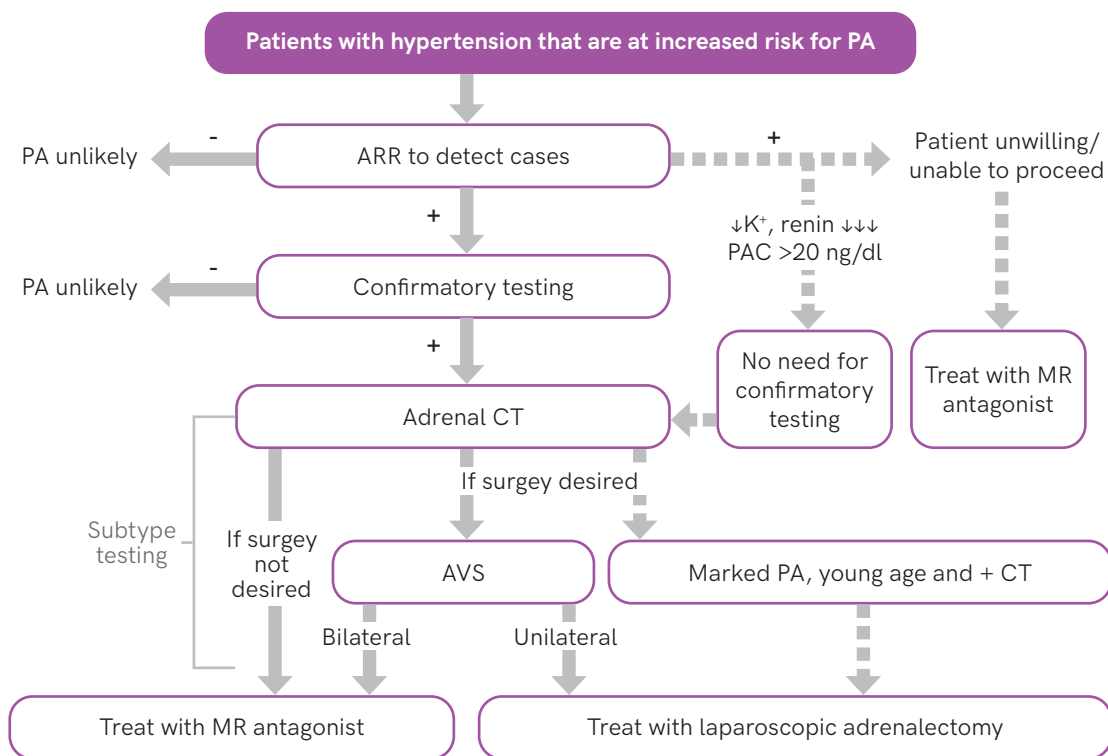 Patients with hypertension that are at increased risk for PA
-
+
PA unlikely
ARR to detect cases
Patient unwilling/
unable to proceed
+
↓K⁺, renin ↓↓↓
PAC >20 ng/dl
-
PA unlikely
Confirmatory testing
+
No need for
confirmatory
testing
Treat with MR
antagonist
Adrenal CT
If surgey desired
Subtype
testing
If surgey
not
desired
AVS
Marked PA, young age and + CT
Bilateral
Unilateral
Treat with MR antagonist
Treat with laparoscopic adrenalectomy